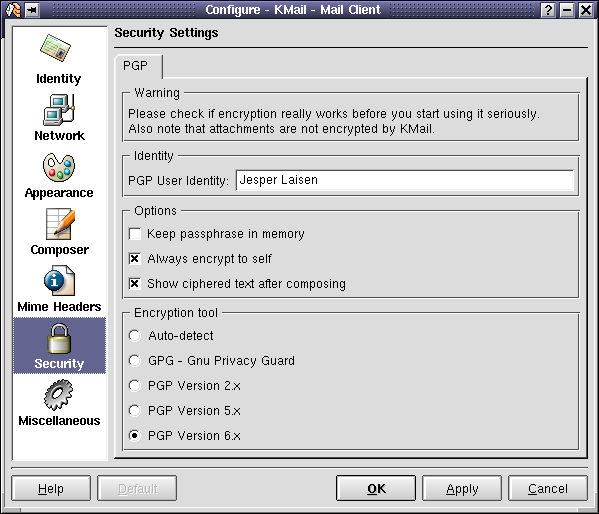 Configure - KMail - Mail Client
Identity
Network
Appearance
Composer
Mime Headers
Security
Miscellaneous
Security Settings
PGP
Warning
Please check if encryption really works before you start using it seriously.
Also note that attachments are not encrypted by KMail.
Identity
PGP User Identity: Jesper Laisen
Options
Keep passphrase in memory
Always encrypt to self
Show ciphered text after composing
Encryption tool
Auto-detect
GPG - Gnu Privacy Guard
PGP Version 2.x
PGP Version 5.x
PGP Version 6.x
Help Default OK Apply Cancel